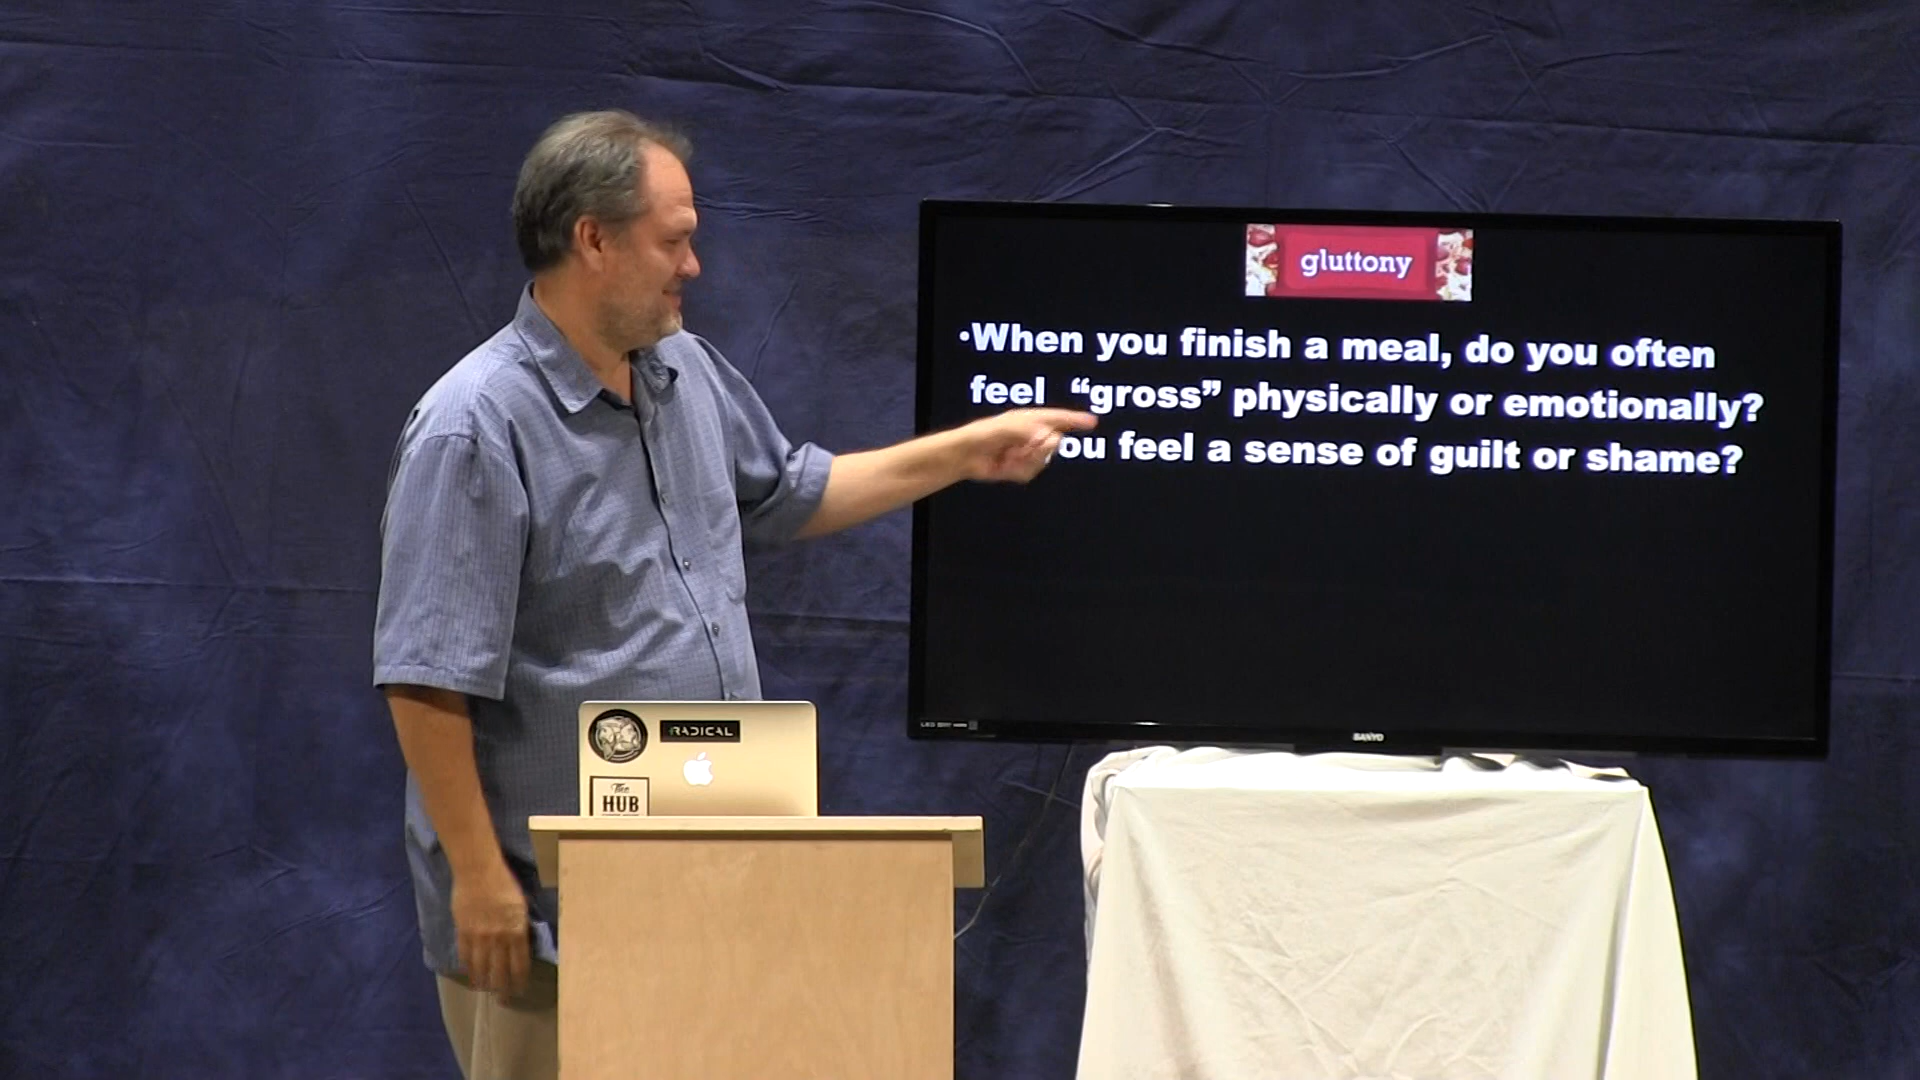 gluttony
•When you finish a meal, do you often
feel “gross” physically or emotionally?
you feel a sense of guilt or shame?
RADICAL
The
HUB
SANYO